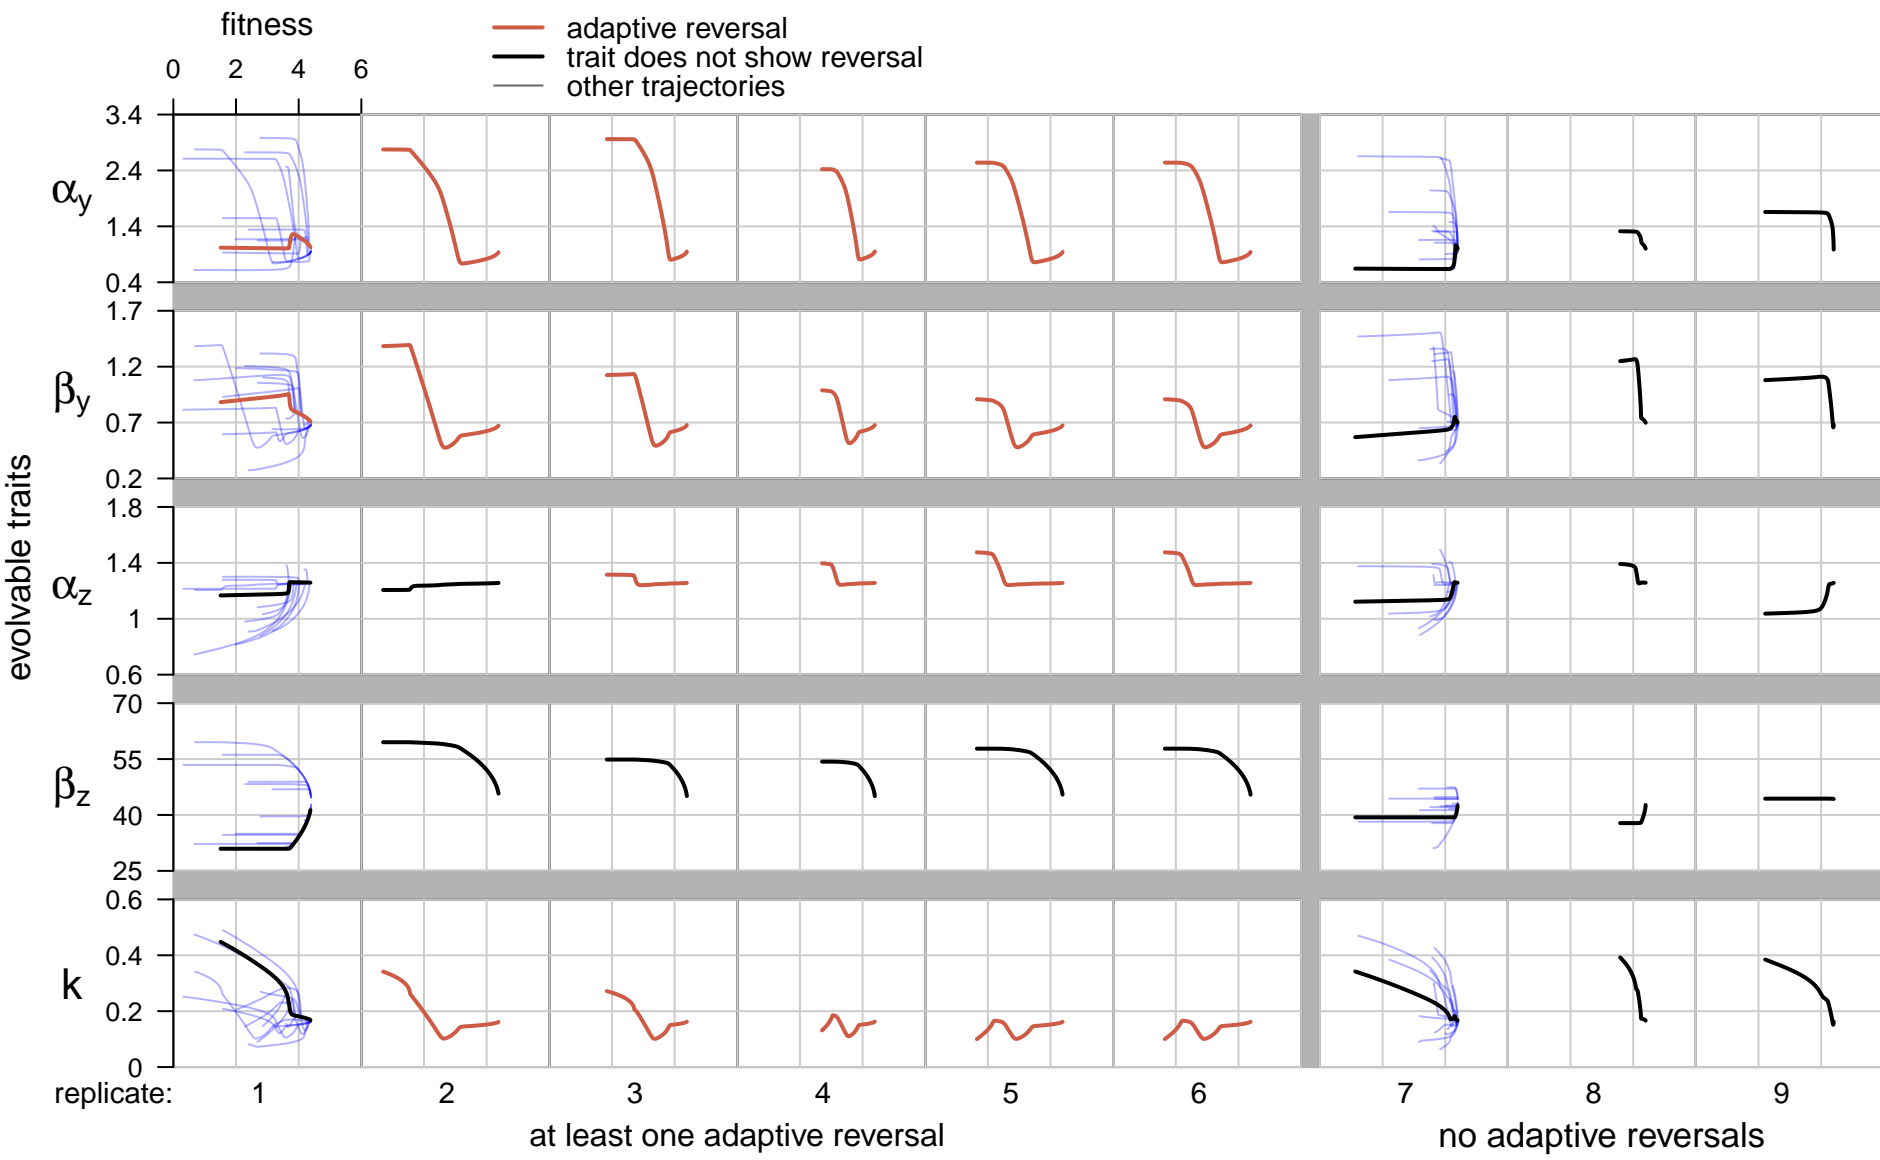 fitness
0 2 4 6
adaptive reversal
trait does not show reversal
other trajectories
evolvable traits
αy
3.4
2.4
1.4
0.4
βy
1.7
1.2
0.7
0.2
αz
1.8
1.4
1
0.6
βz
70
55
40
25
k
0.6
0.4
0.2
0
replicate: 1 2 3 4 5 6 7 8 9
at least one adaptive reversal no adaptive reversals